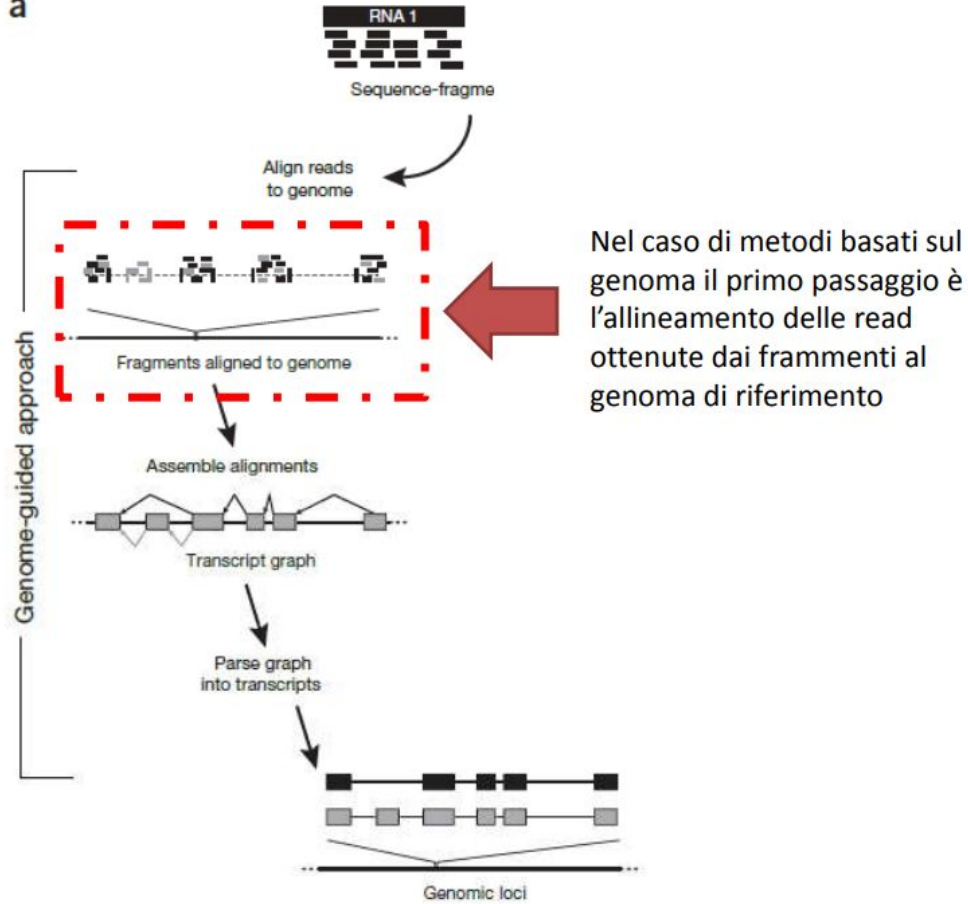 a
RNA 1
Sequence-fragme
Align reads
to genome
Nel caso di metodi basati sul
genoma il primo passaggio è
l'allineamento delle read
ottenute dai frammenti al
genoma di riferimento
Fragments aligned to genome
Genome-guided approach
Assemble alignments
Transcript graph
Parse graph
into transcripts
Genomic loci